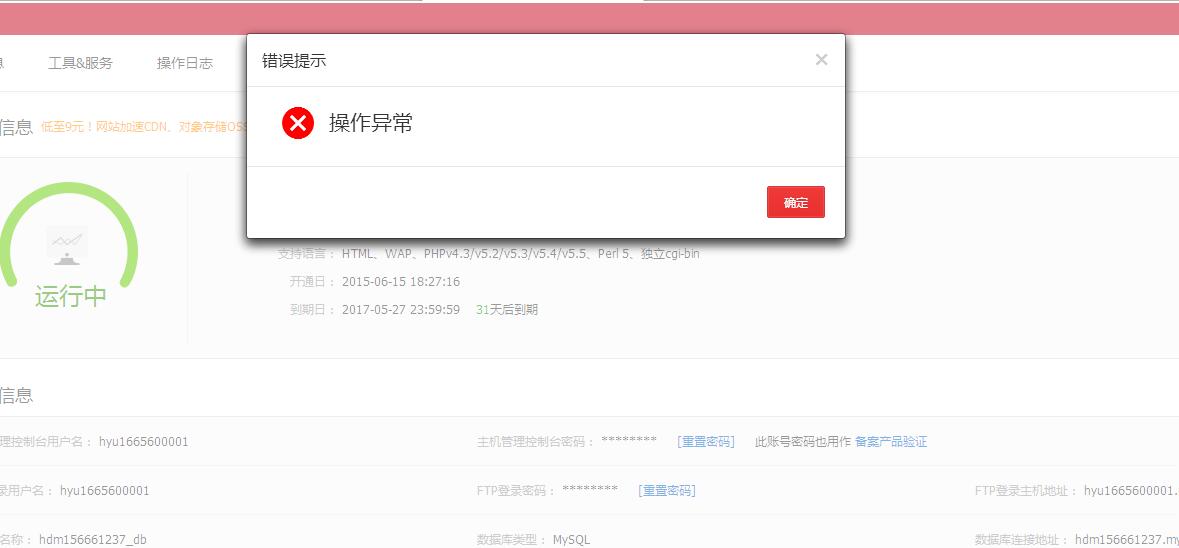 错误提示
×
息 工具&服务 操作日志
操作异常
信息 低至9元！网站加速CDN、对象存储OSS
确定
支持语言： HTML、WAP、PHPv4.3/v5.2/v5.3/v5.4/v5.5、Perl 5、独立cgi-bin
开通日： 2015-06-15 18:27:16
运行中
到期日： 2017-05-27 23:59:59 31天后到期
信息
理控制台用户名： hyu1665600001 主机管理控制台密码： ******** [重置密码] 此账号密码也用作 备案产品验证
录用户名： hyu1665600001 FTP登录密码： ******** [重置密码] FTP登录主机地址： hyu1665600001.
名称： hdm156661237_db 数据库类型： MySQL 数据库连接地址： hdm156661237.my